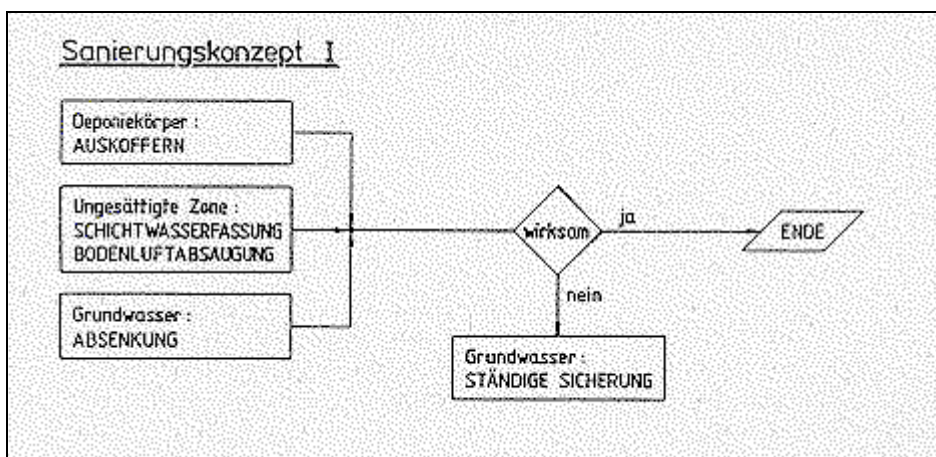 Sanierungskonzept I
Deponiekörper :
AUSKOFFERN
Ungesättigte Zone :
SCHICHTWASSERFASSUNG
BODENLUFTABSAUGUNG
Grundwasser :
ABSENKUNG
wirksam
ja
ENDE
nein
Grundwasser :
STÄNDIGE SICHERUNG